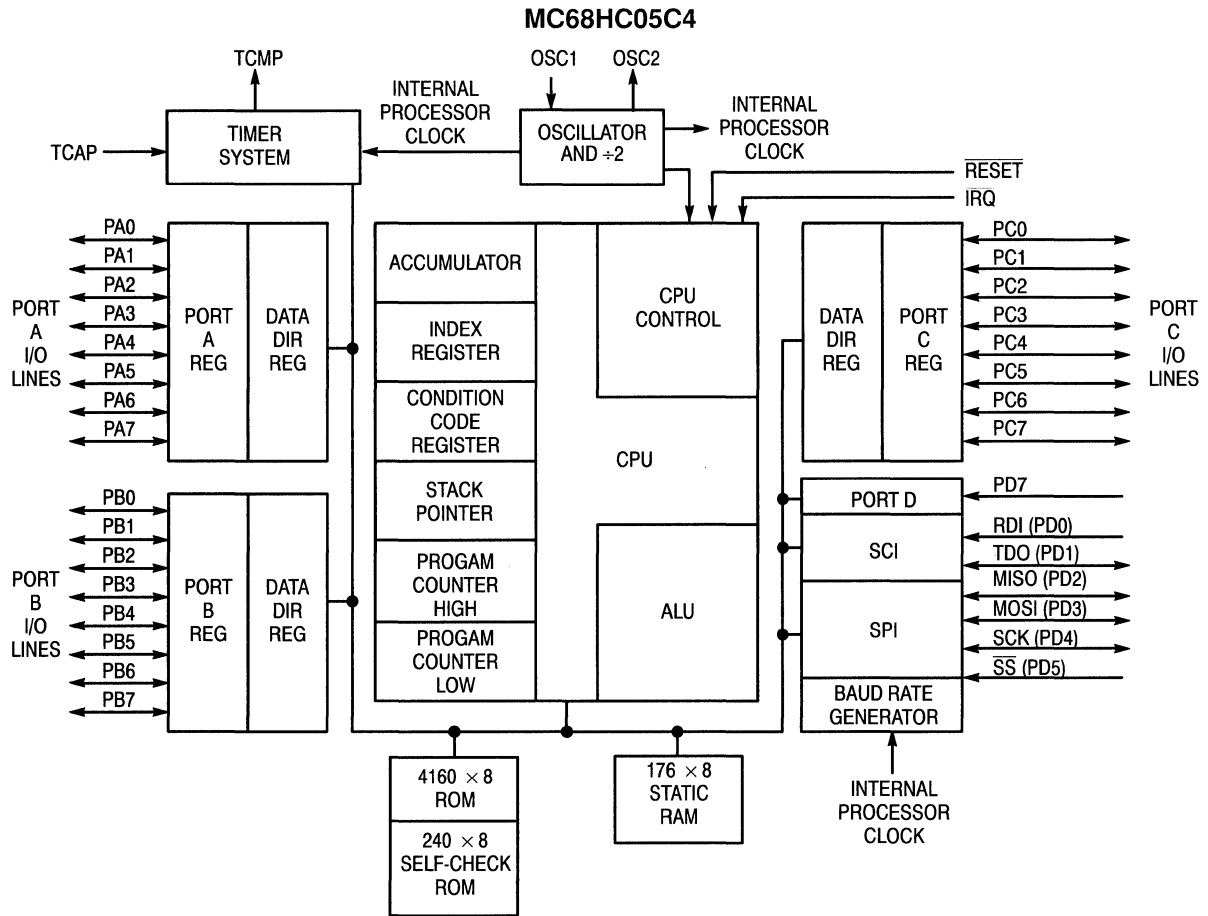 MC68HC05C4
TCMP
OSC1
OSC2
INTERNAL
PROCESSOR
CLOCK
TIMER
SYSTEM
TCAP
OSCILLATOR
AND ÷2
INTERNAL
PROCESSOR
CLOCK
RESET
IRQ
PORT
A
I/O
LINES
PA0
PA1
PA2
PA3
PA4
PA5
PA6
PA7
PORT
A
REG
DATA
DIR
REG
PORT
B
I/O
LINES
PB0
PB1
PB2
PB3
PB4
PB5
PB6
PB7
PORT
B
REG
DATA
DIR
REG
ACCUMULATOR
INDEX
REGISTER
CONDITION
CODE
REGISTER
STACK
POINTER
PROGAM
COUNTER
HIGH
PROGAM
COUNTER
LOW
CPU
CONTROL
CPU
ALU
DATA
DIR
REG
PORT
C
REG
PC0
PC1
PC2
PC3
PC4
PC5
PC6
PC7
PORT
C
I/O
LINES
PORT D
SCI
SPI
BAUD RATE
GENERATOR
PD7
RDI (PD0)
TDO (PD1)
MISO (PD2)
MOSI (PD3)
SCK (PD4)
SS (PD5)
INTERNAL
PROCESSOR
CLOCK
4160 × 8
ROM
240 × 8
SELF-CHECK
ROM
176 × 8
STATIC
RAM